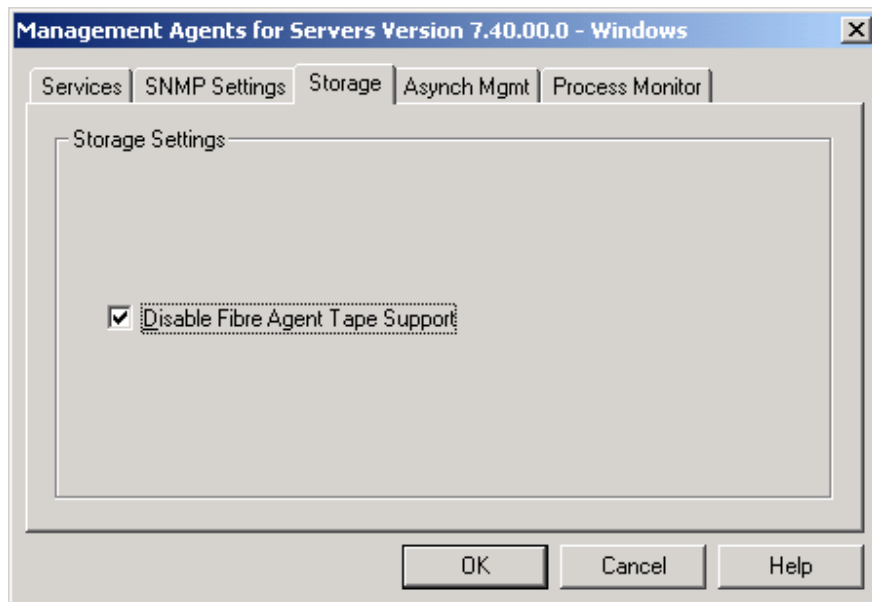 Management Agents for Servers Version 7.40.00.0 - Windows
Services SNMP Settings Storage Asynch Mgmt Process Monitor
Storage Settings
Disable Fibre Agent Tape Support
OK Cancel Help